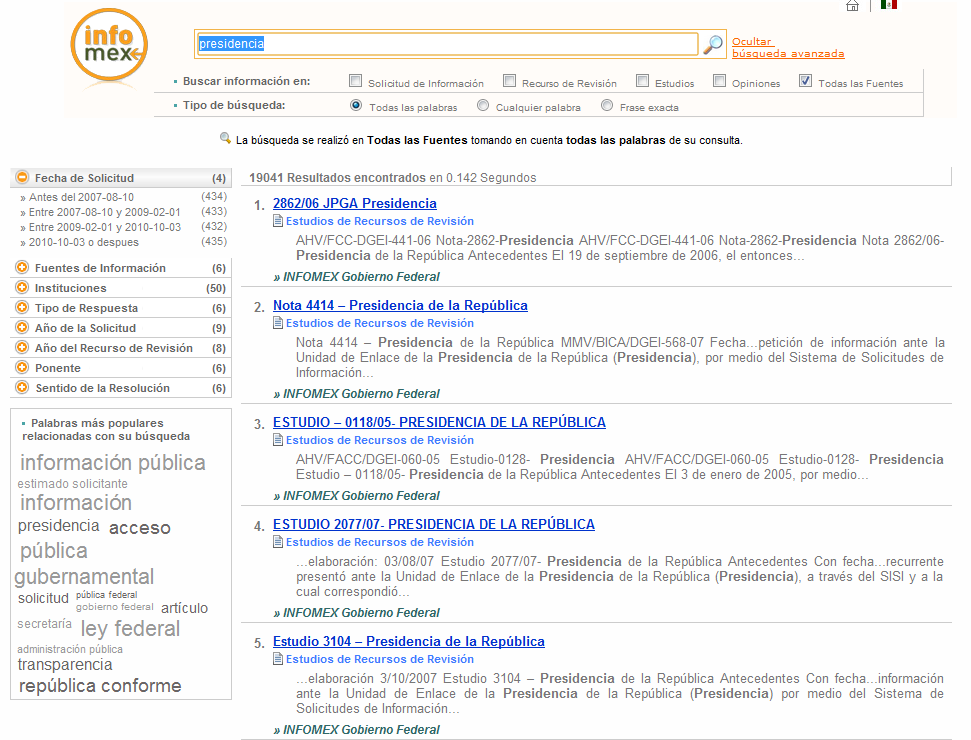 info
mex
presidencia
Ocultar
búsqueda avanzada
Buscar información en:
Solicitud de Información
Recurso de Revisión
Estudios
Opiniones
Todas las Fuentes
Tipo de búsqueda:
Todas las palabras
Cualquier palabra
Frase exacta
La búsqueda se realizó en Todas las Fuentes tomando en cuenta todas las palabras de su consulta.
Fecha de Solicitud (4)
» Antes del 2007-08-10 (434)
» Entre 2007-08-10 y 2009-02-01 (433)
» Entre 2009-02-01 y 2010-10-03 (432)
» 2010-10-03 o despues (435)
Fuentes de Información (6)
Instituciones (50)
Tipo de Respuesta (6)
Año de la Solicitud (9)
Año del Recurso de Revisión (8)
Ponente (6)
Sentido de la Resolución (6)
Palabras más populares
relacionadas con su búsqueda
información pública
estimado solicitante
información
presidencia acceso
pública
gubernamental
solicitud pública federal
gobierno federal artículo
secretaría ley federal
administración pública
transparencia
república conforme
19041 Resultados encontrados en 0.142 Segundos
1. 2862/06 JPGA Presidencia
Estudios de Recursos de Revisión
AHV/FCC-DGEI-441-06 Nota-2862-Presidencia AHV/FCC-DGEI-441-06 Nota-2862-Presidencia Nota 2862/06-
Presidencia de la República Antecedentes El 19 de septiembre de 2006, el entonces...
» INFOMEX Gobierno Federal
2. Nota 4414 – Presidencia de la República
Estudios de Recursos de Revisión
Nota 4414 – Presidencia de la República MMV/BICA/DGEI-568-07 Fecha...petición de información ante la
Unidad de Enlace de la Presidencia de la República (Presidencia), por medio del Sistema de Solicitudes de
Información...
» INFOMEX Gobierno Federal
3. ESTUDIO – 0118/05- PRESIDENCIA DE LA REPÚBLICA
Estudios de Recursos de Revisión
AHV/FACC/DGEI-060-05 Estudio-0128- Presidencia AHV/FACC/DGEI-060-05 Estudio-0128- Presidencia
Estudio – 0118/05- Presidencia de la República Antecedentes El 3 de enero de 2005, por medio...
» INFOMEX Gobierno Federal
4. ESTUDIO 2077/07- PRESIDENCIA DE LA REPÚBLICA
Estudios de Recursos de Revisión
...elaboración: 03/08/07 Estudio 2077/07- Presidencia de la República Antecedentes Con fecha...recurrente
presentó ante la Unidad de Enlace de la Presidencia de la República (Presidencia), a través del SISI y a la
cual correspondió...
» INFOMEX Gobierno Federal
5. Estudio 3104 – Presidencia de la República
Estudios de Recursos de Revisión
...elaboración 3/10/2007 Estudio 3104 – Presidencia de la República Antecedentes Con fecha...información
ante la Unidad de Enlace de la Presidencia de la República (Presidencia) por medio del Sistema de
Solicitudes de Información...
» INFOMEX Gobierno Federal